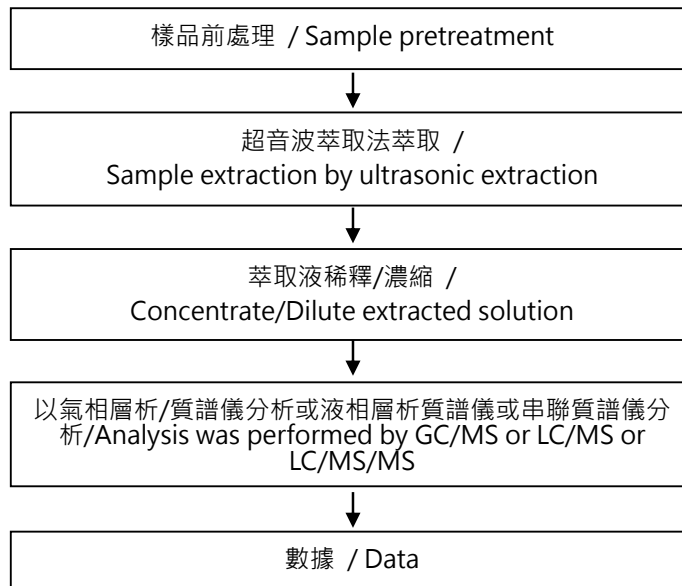 樣品前處理 / Sample pretreatment
超音波萃取法萃取 /
Sample extraction by ultrasonic extraction
萃取液稀釋/濃縮 /
Concentrate/Dilute extracted solution
以氣相層析/質譜儀分析或液相層析質譜儀或串聯質譜儀分
析/Analysis was performed by GC/MS or LC/MS or
LC/MS/MS
數據 / Data